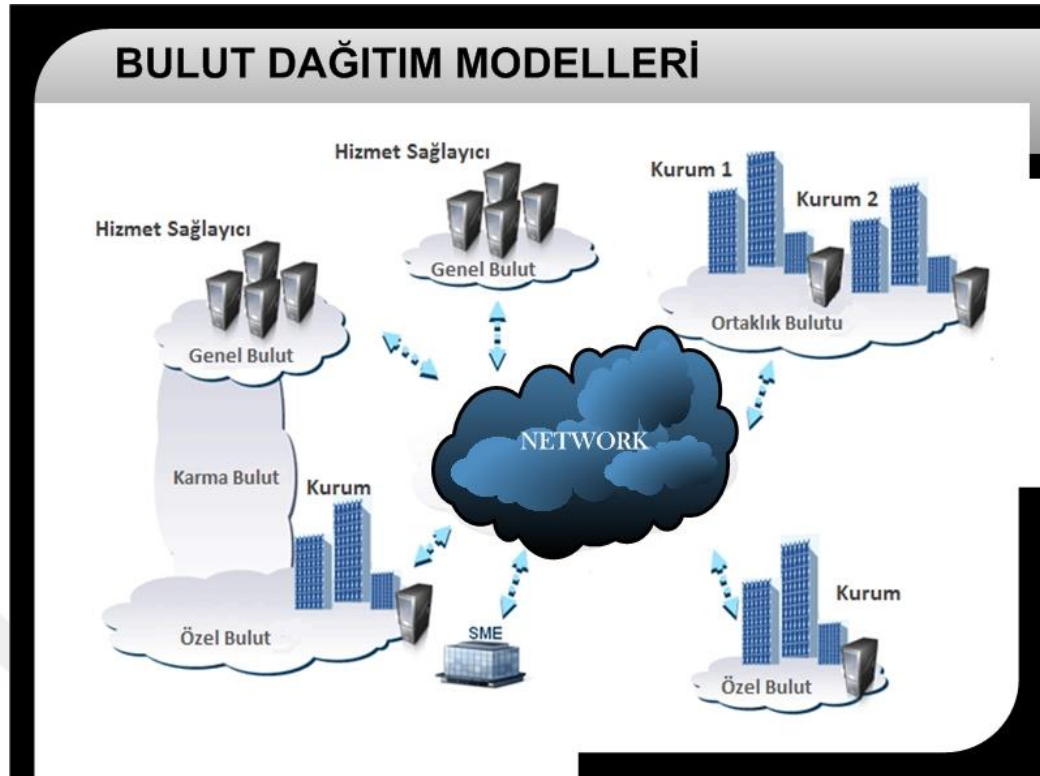 BULUT DAĞITIM MODELLERİ
Hizmet Sağlayıcı
Genel Bulut
Kurum 1
Kurum 2
Ortaklık Bulutu
Hizmet Sağlayıcı
Genel Bulut
NETWORK
Karma Bulut
Kurum
Özel Bulut
SME
Kurum
Özel Bulut